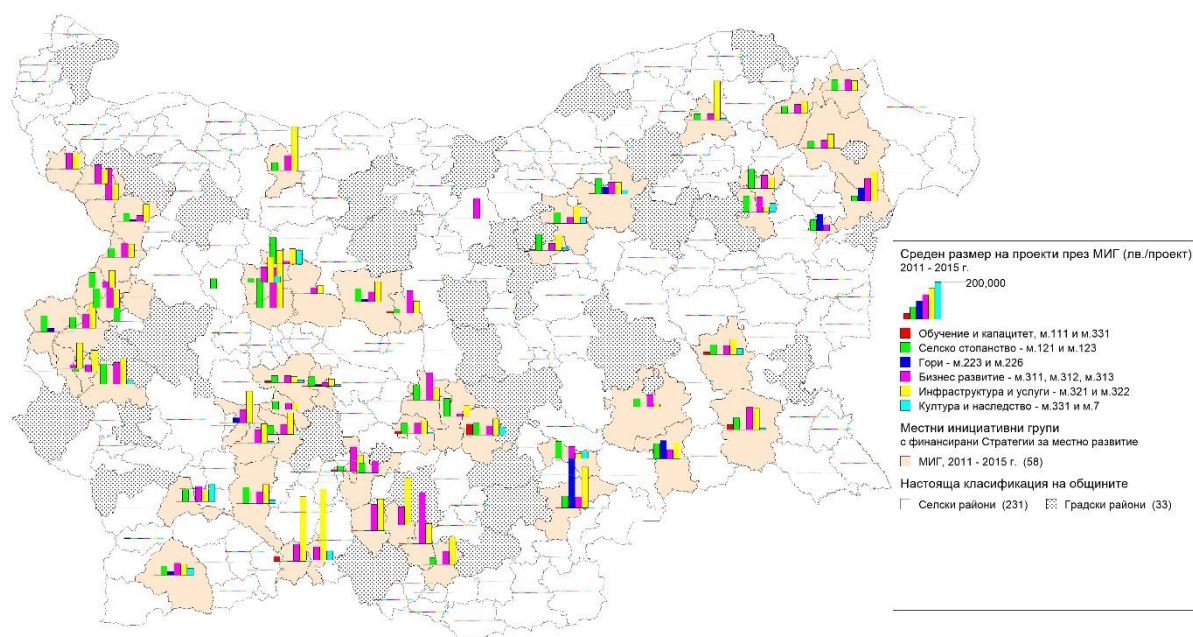 Среден размер на проекти през МИГ (лв./проект)
2011 - 2015 г.
200,000
Обучение и капацитет, м.111 и м.331
Селско стопанство - м.121 и м.123
Гори - м.223 и м.226
Бизнес развитие - м.311, м.312, м.313
Инфраструктура и услуги - м.321 и м.322
Култура и наследство - м.331 и м.7
Местни инициативни групи
с финансирани Стратегии за местно развитие
МИГ, 2011 - 2015 г. (58)
Настояща класификация на общините
Селски райони (231) Градски райони (33)